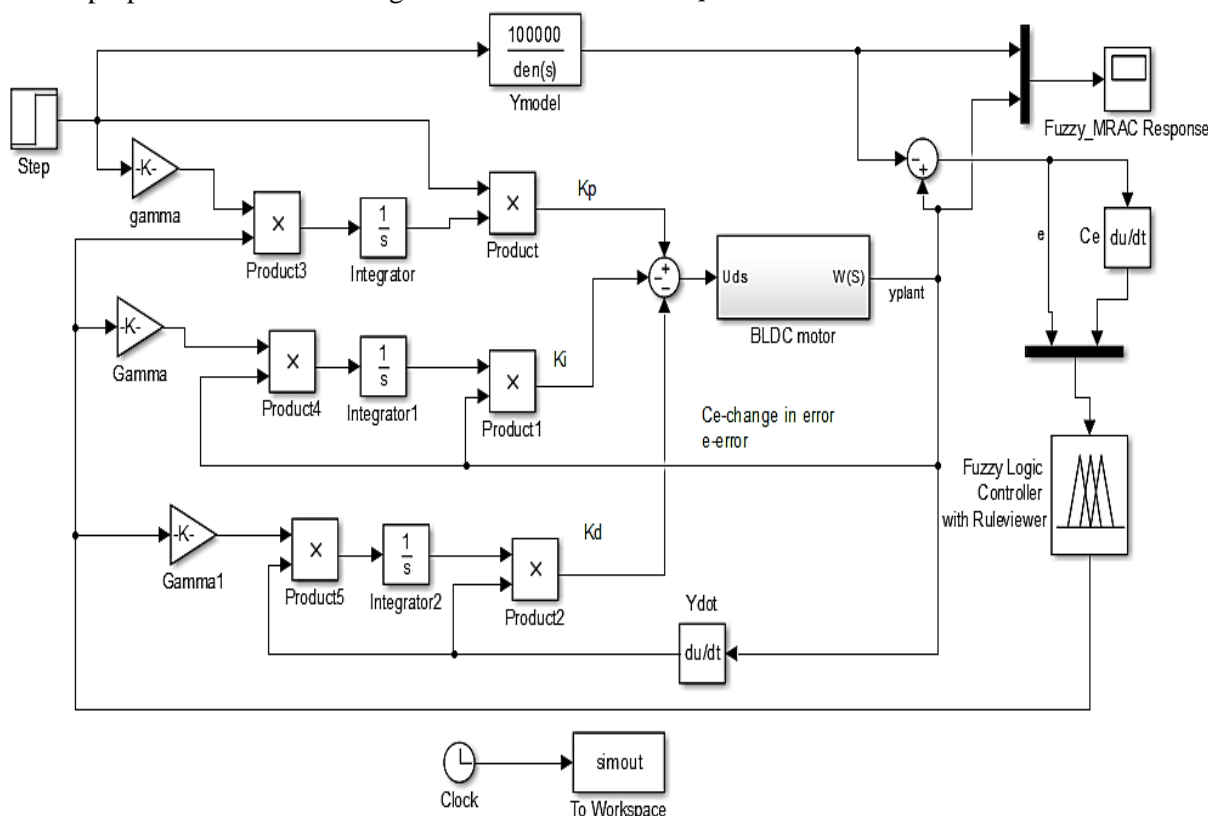 100000
den(s)
Ymodel
Step
Fuzzy_MRAC Response
-K-
gamma
×
Product3
1
s
Integrator
×
Product
Kp
-
+
e
Ce
du/dt
+
-
-
Uds
W(S)
BLDC motor
yplant
-K-
Gamma
×
Product4
1
s
Integrator1
×
Product1
Ki
Ce-change in error
e-error
Fuzzy Logic
Controller
with Ruleviewer
-K-
Gamma1
×
Product5
1
s
Integrator2
×
Product2
Kd
Ydot
du/dt
Clock
simout
To Workspace